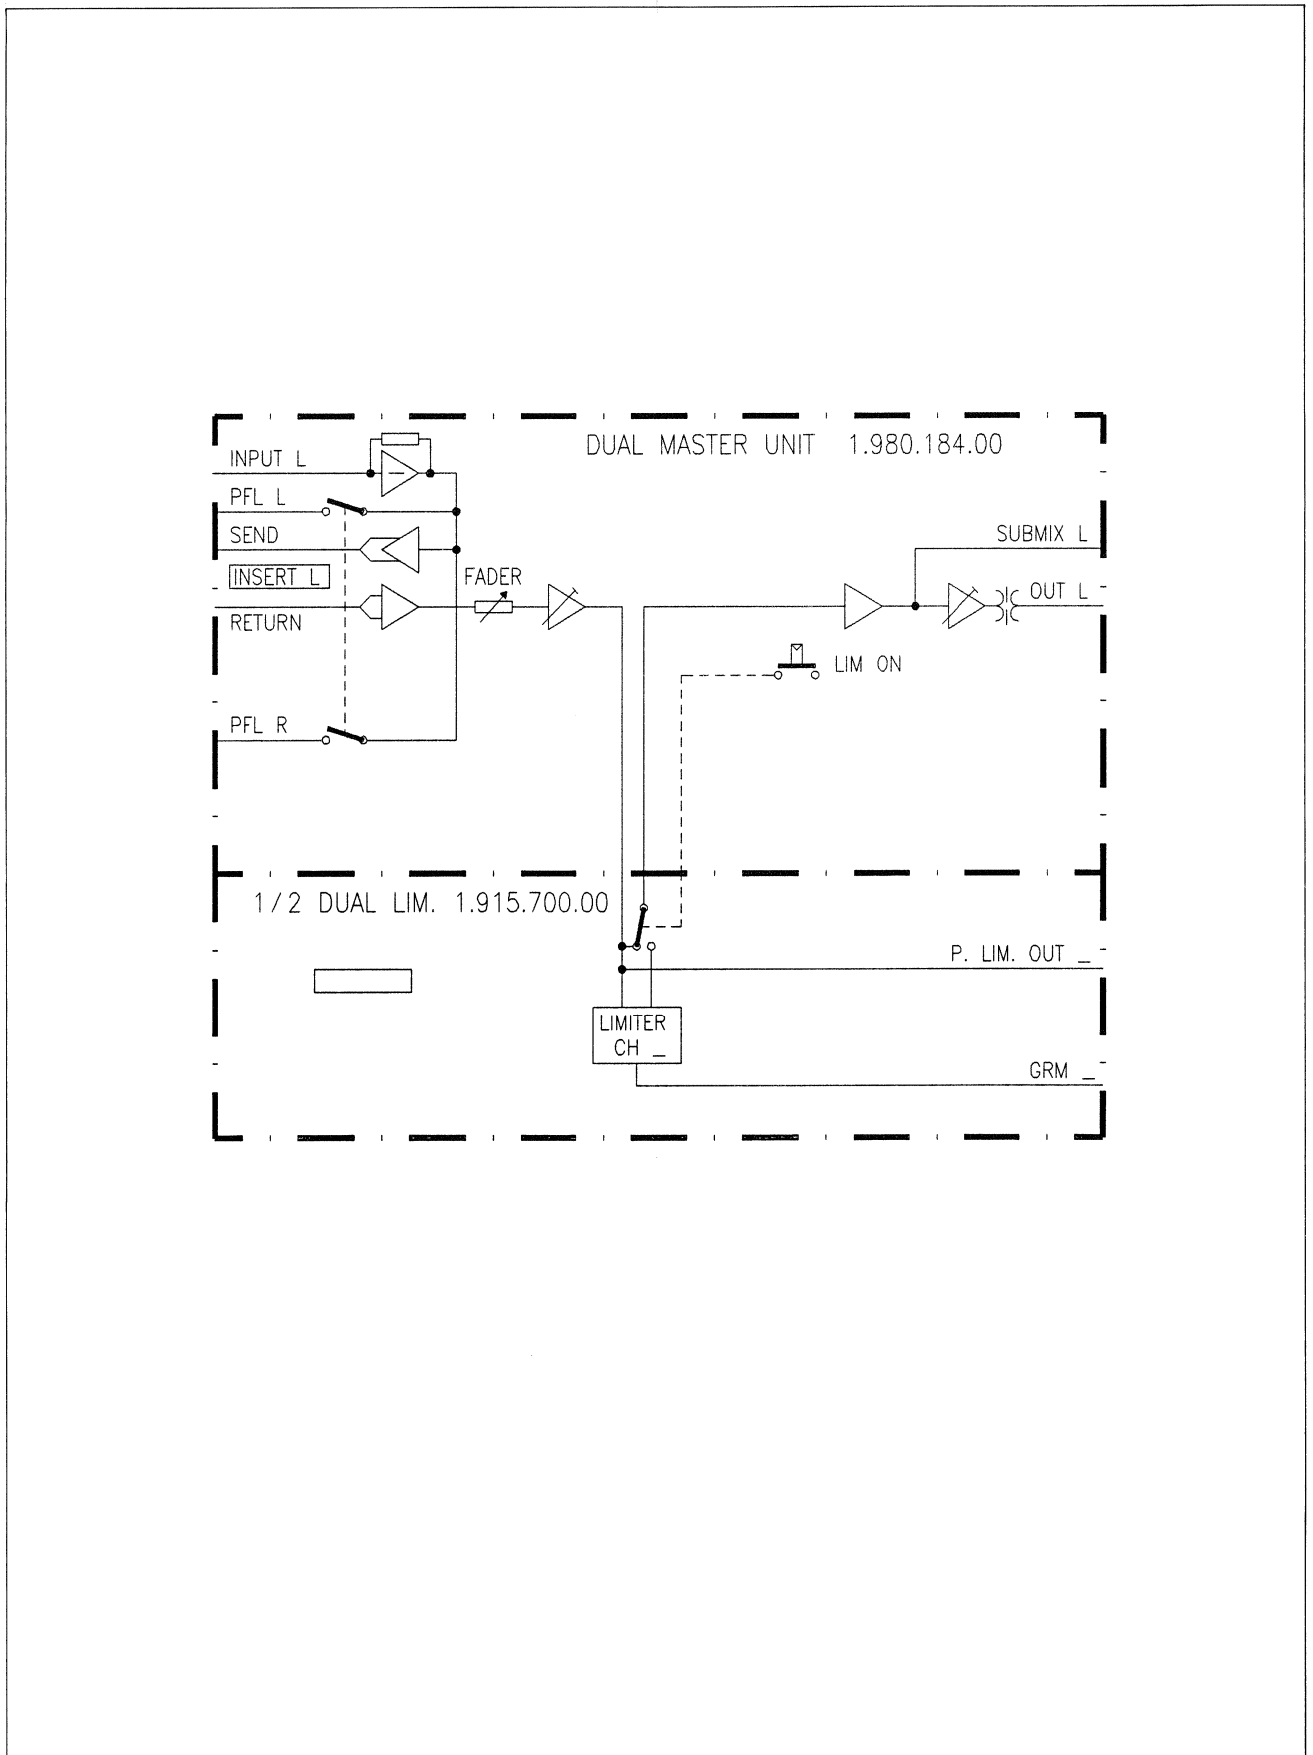 DUAL MASTER UNIT 1.980.184.00
INPUT L
PFL L
SEND
INSERT L
RETURN
FADER
PFL R
SUBMIX L
OUT L
LIM ON
1/2 DUAL LIM. 1.915.700.00
P. LIM. OUT _
LIMITER
CH _
GRM _